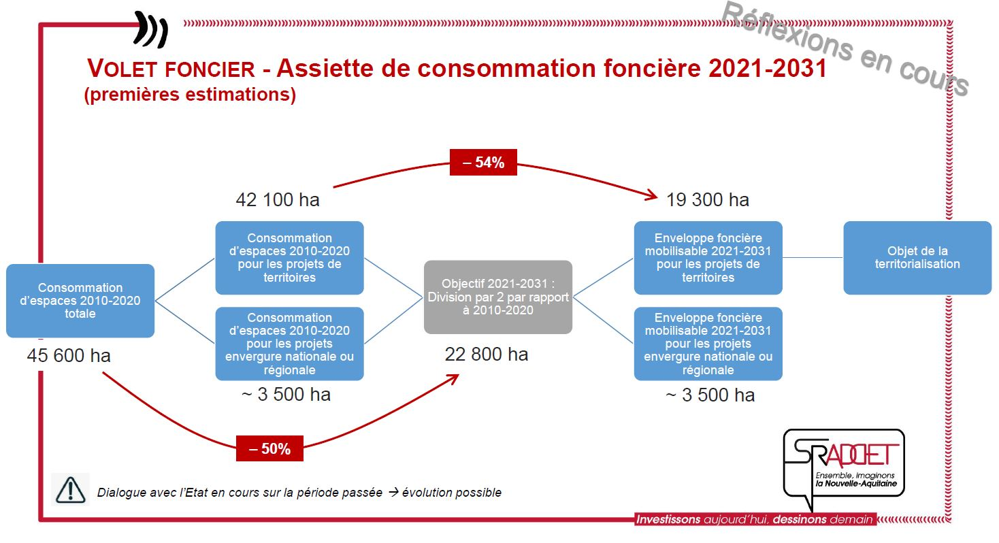 Réflexions en cours
VOLET FONCIER - Assiette de consommation foncière 2021-2031
(premières estimations)
– 54%
42 100 ha
19 300 ha
Consommation
d'espaces 2010-2020
totale
45 600 ha
Consommation
d'espaces 2010-2020
pour les projets de
territoires
Consommation
d'espaces 2010-2020
pour les projets
envergure nationale ou
régionale
~ 3 500 ha
Objectif 2021-2031 :
Division par 2 par rapport
à 2010-2020
22 800 ha
Enveloppe foncière
mobilisable 2021-2031
pour les projets de
territoires
Enveloppe foncière
mobilisable 2021-2031
pour les projets
envergure nationale ou
régionale
~ 3 500 ha
Objet de la
territorialisation
– 50%
Dialogue avec l'Etat en cours sur la période passée → évolution possible
SRADDET
Ensemble, imaginons
la Nouvelle-Aquitaine
Investissons aujourd'hui, dessinons demain